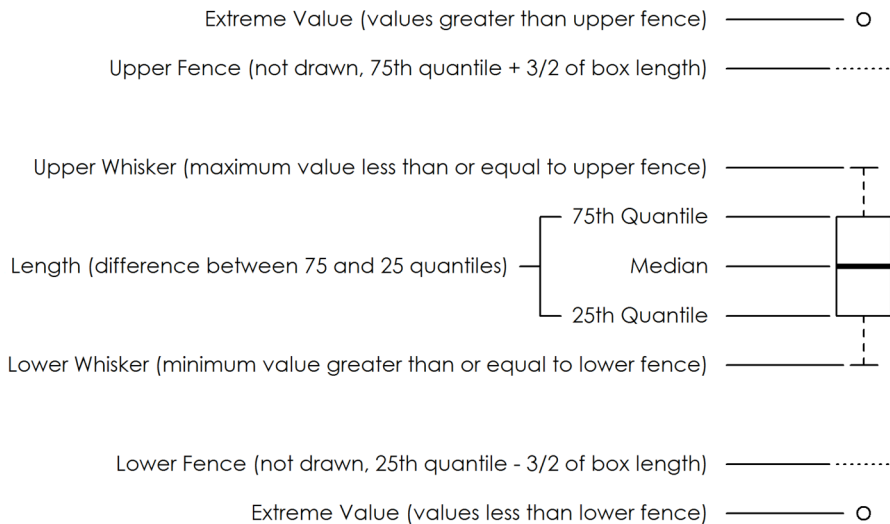 Extreme Value (values greater than upper fence)
Upper Fence (not drawn, 75th quantile + 3/2 of box length)
Upper Whisker (maximum value less than or equal to upper fence)
75th Quantile
Length (difference between 75 and 25 quantiles)
Median
25th Quantile
Lower Whisker (minimum value greater than or equal to lower fence)
Lower Fence (not drawn, 25th quantile - 3/2 of box length)
Extreme Value (values less than lower fence)